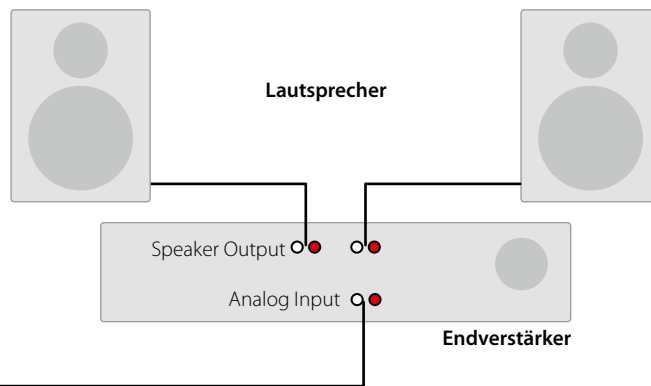 Lautsprecher
Speaker Output
Analog Input
Endverstärker